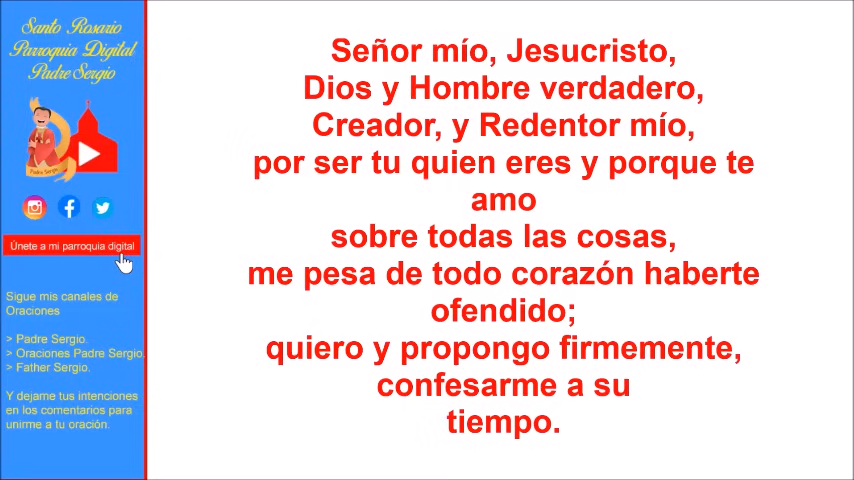 Santo Rosario
Parroquia Digital
Padre Sergio
Padre Sergio
Únete a mi parroquia digital
Sigue mis canales de
Oraciones
> Padre Sergio.
> Oraciones Padre Sergio.
> Father Sergio.
Y dejame tus intenciones
en los comentarios para
unirme a tu oración.
Señor mío, Jesucristo,
Dios y Hombre verdadero,
Creador, y Redentor mío,
por ser tu quien eres y porque te
amo
sobre todas las cosas,
me pesa de todo corazón haberte
ofendido;
quiero y propongo firmemente,
confesarme a su
tiempo.